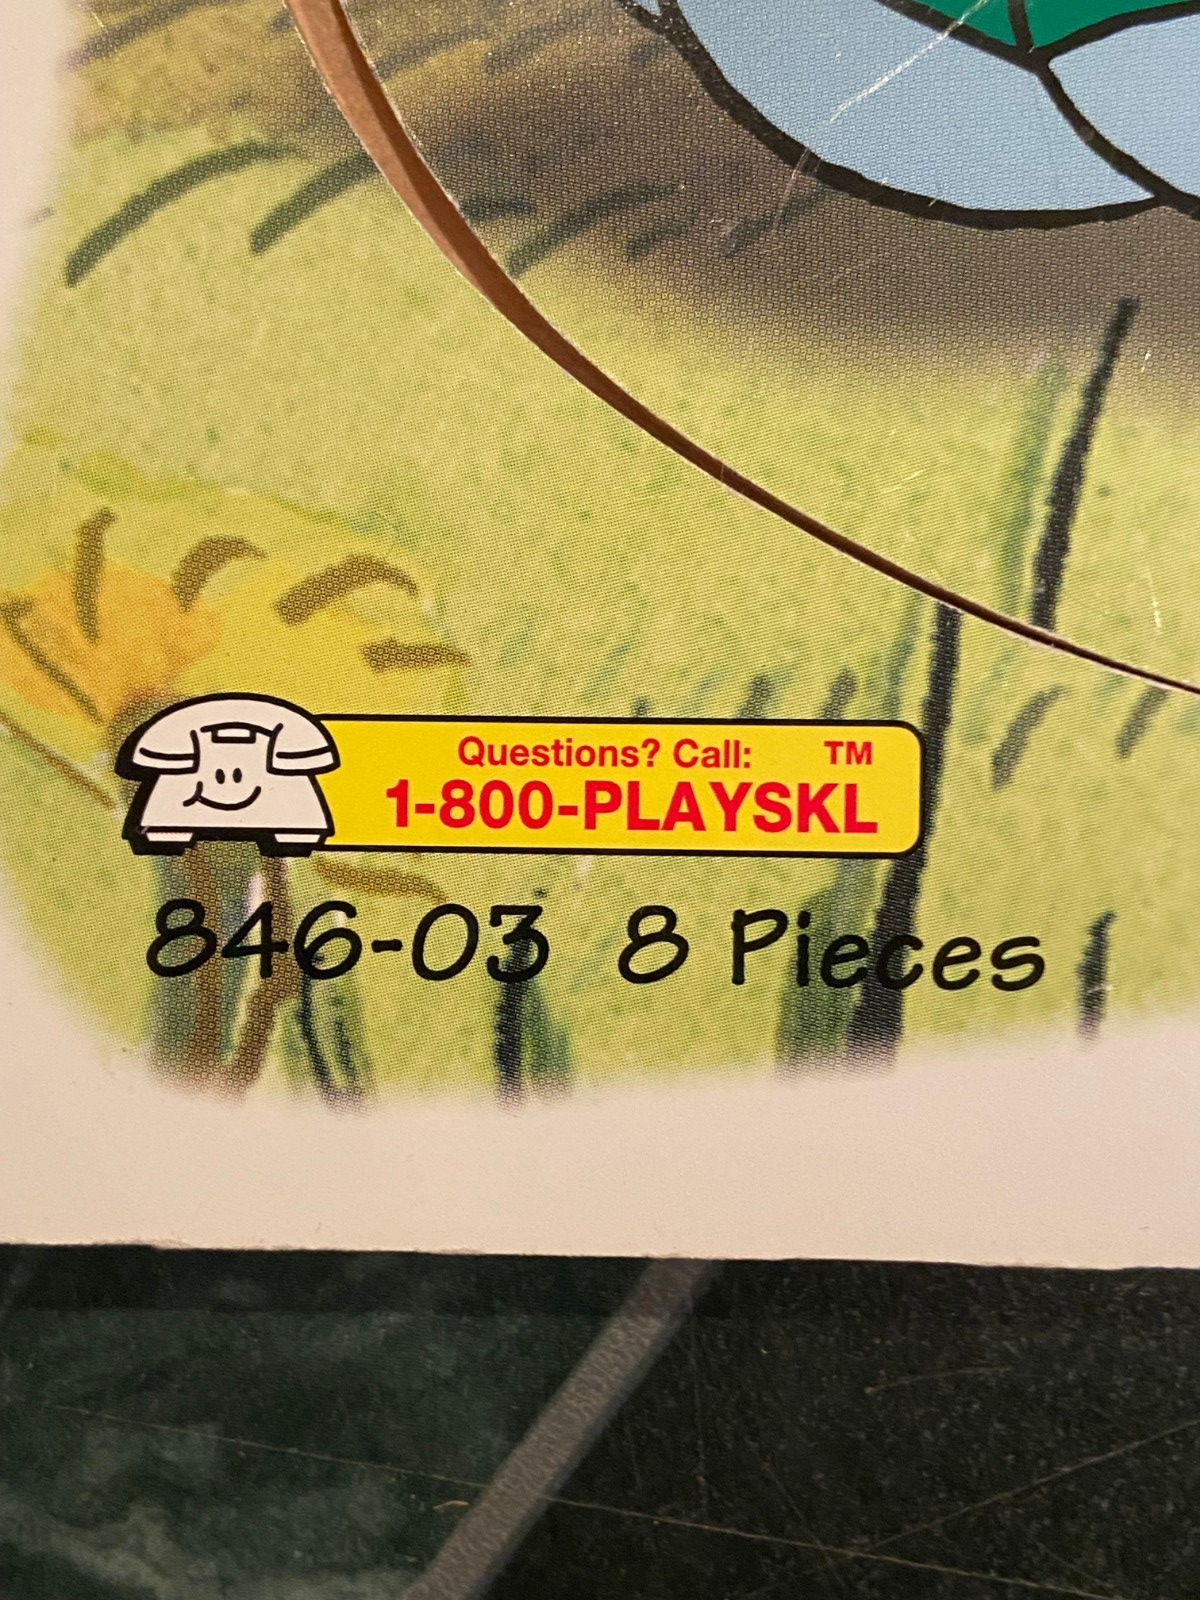 Questions? Call: TM
1-800-PLAYSKL
846-03 8 Pieces